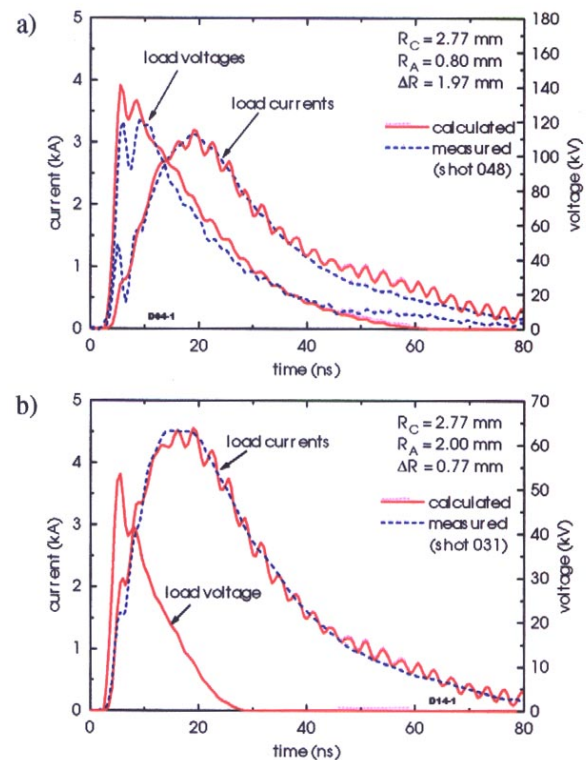 a)
5
4
3
2
1
0
current (kA)
180
160
140
120
100
80
60
40
20
0
voltage (kV)
load voltages
load currents
R_C = 2.77 mm
R_A = 0.80 mm
ΔR = 1.97 mm
calculated
measured
(shot 048)
D04-1
0 20 40 60 80
time (ns)
b)
5
4
3
2
1
0
current (kA)
70
60
50
40
30
20
10
0
voltage (kV)
load currents
load voltage
R_C = 2.77 mm
R_A = 2.00 mm
ΔR = 0.77 mm
calculated
measured
(shot 031)
D14-1
0 20 40 60 80
time (ns)